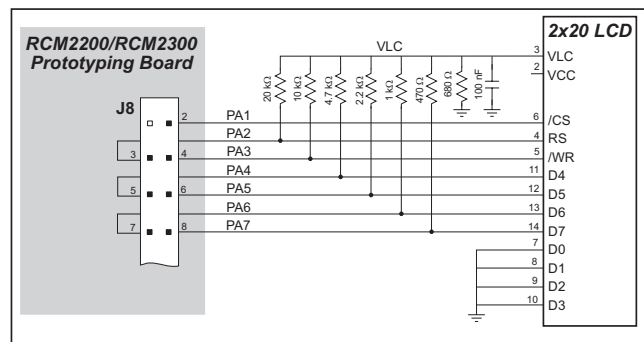 2x20 LCD
RCM2200/RCM2300
Prototyping Board
VLC
3 VLC
2 VCC
20 kΩ
10 kΩ
4.7 kΩ
2.2 kΩ
1 kΩ
470 Ω
680 Ω
100 nF
J8
2 PA1 6 /CS
PA2 4 RS
3 4 PA3 5 /WR
PA4 11 D4
5 6 PA5 12 D5
PA6 13 D6
7 8 PA7 14 D7
7 D0
8 D1
9 D2
10 D3